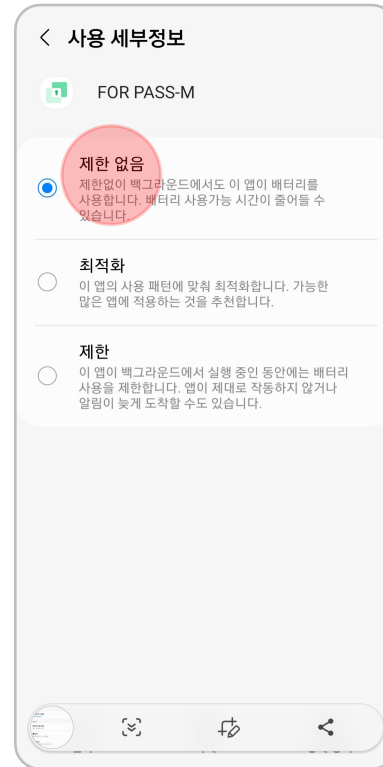 사용 세부정보
FOR PASS-M
제한 없음
제한없이 백그라운드에서도 이 앱이 배터리를
사용합니다. 배터리 사용가능 시간이 줄어들 수
있습니다.
최적화
이 앱의 사용 패턴에 맞춰 최적화합니다. 가능한
많은 앱에 적용하는 것을 추천합니다.
제한
이 앱이 백그라운드에서 실행 중인 동안에는 배터리
사용을 제한합니다. 앱이 제대로 작동하지 않거나
알림이 늦게 도착할 수도 있습니다.